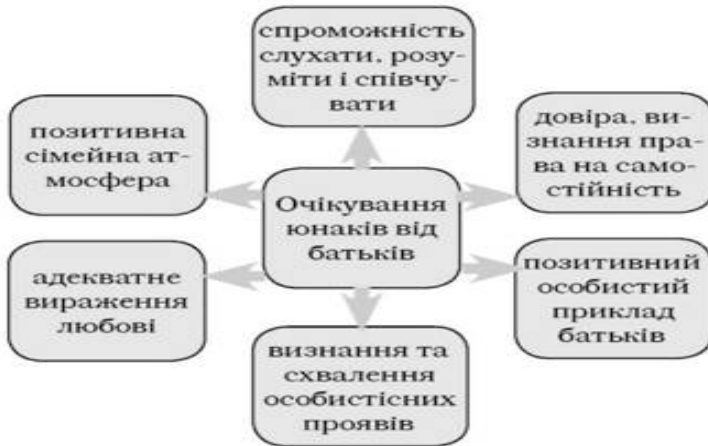 спроможність
слухати, розу-
міти і співчу-
вати
позитивна
сімейна ат-
мосфера
довіра, ви-
знання пра-
ва на само-
стійність
Очікування
юнаків від
батьків
адекватне
вираження
любові
позитивний
особистий
приклад
батьків
визнання та
схвалення
особистісних
проявів